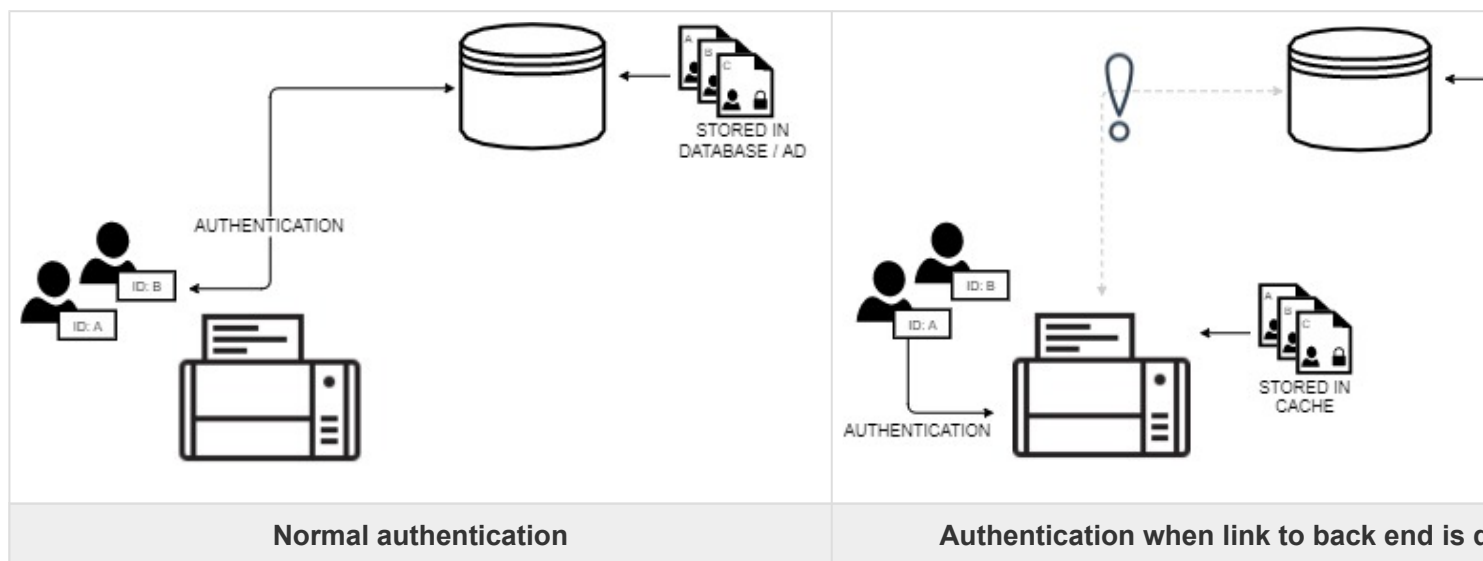 A
B
C
STORED IN
DATABASE / AD
AUTHENTICATION
ID: B
ID: A
Normal authentication
ID: B
ID: A
A
B
C
STORED IN
CACHE
AUTHENTICATION
Authentication when link to back end is